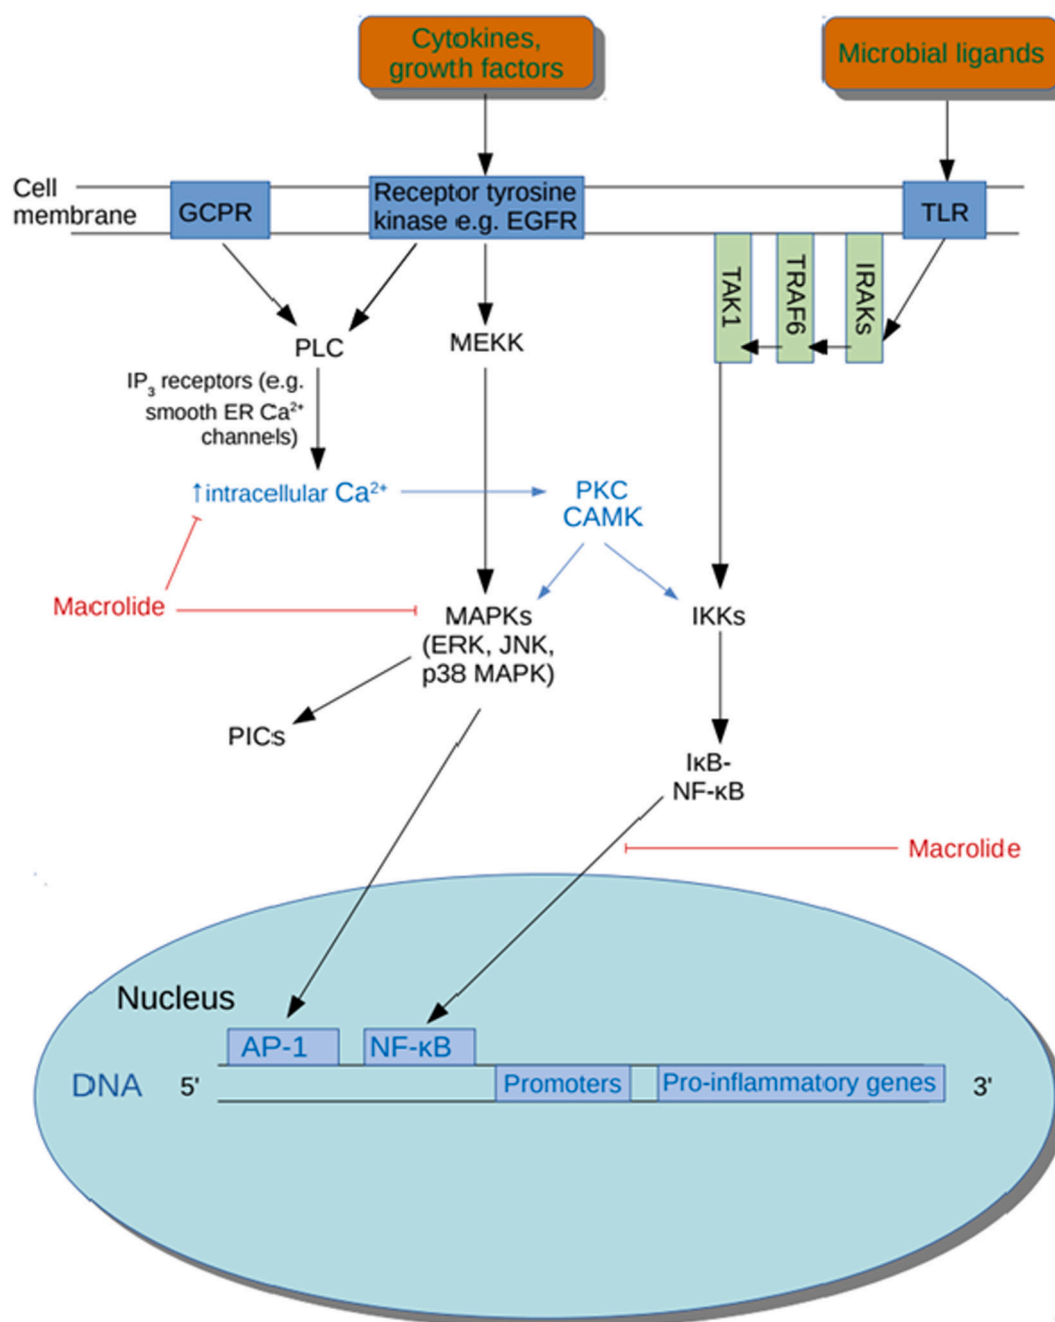 Cytokines,
growth factors
Microbial ligands
Cell
membrane
GCPR
Receptor tyrosine
kinase e.g. EGFR
TLR
TAK1
TRAF6
IRAKs
PLC
MEKK
IP₃ receptors (e.g.
smooth ER Ca²⁺
channels)
↑intracellular Ca²⁺
PKC
CAMK
Macrolide
MAPKs
(ERK, JNK,
p38 MAPK)
IKKs
PICs
IκB-
NF-κB
Macrolide
Nucleus
AP-1
NF-κB
DNA
5'
Promoters
Pro-inflammatory genes
3'